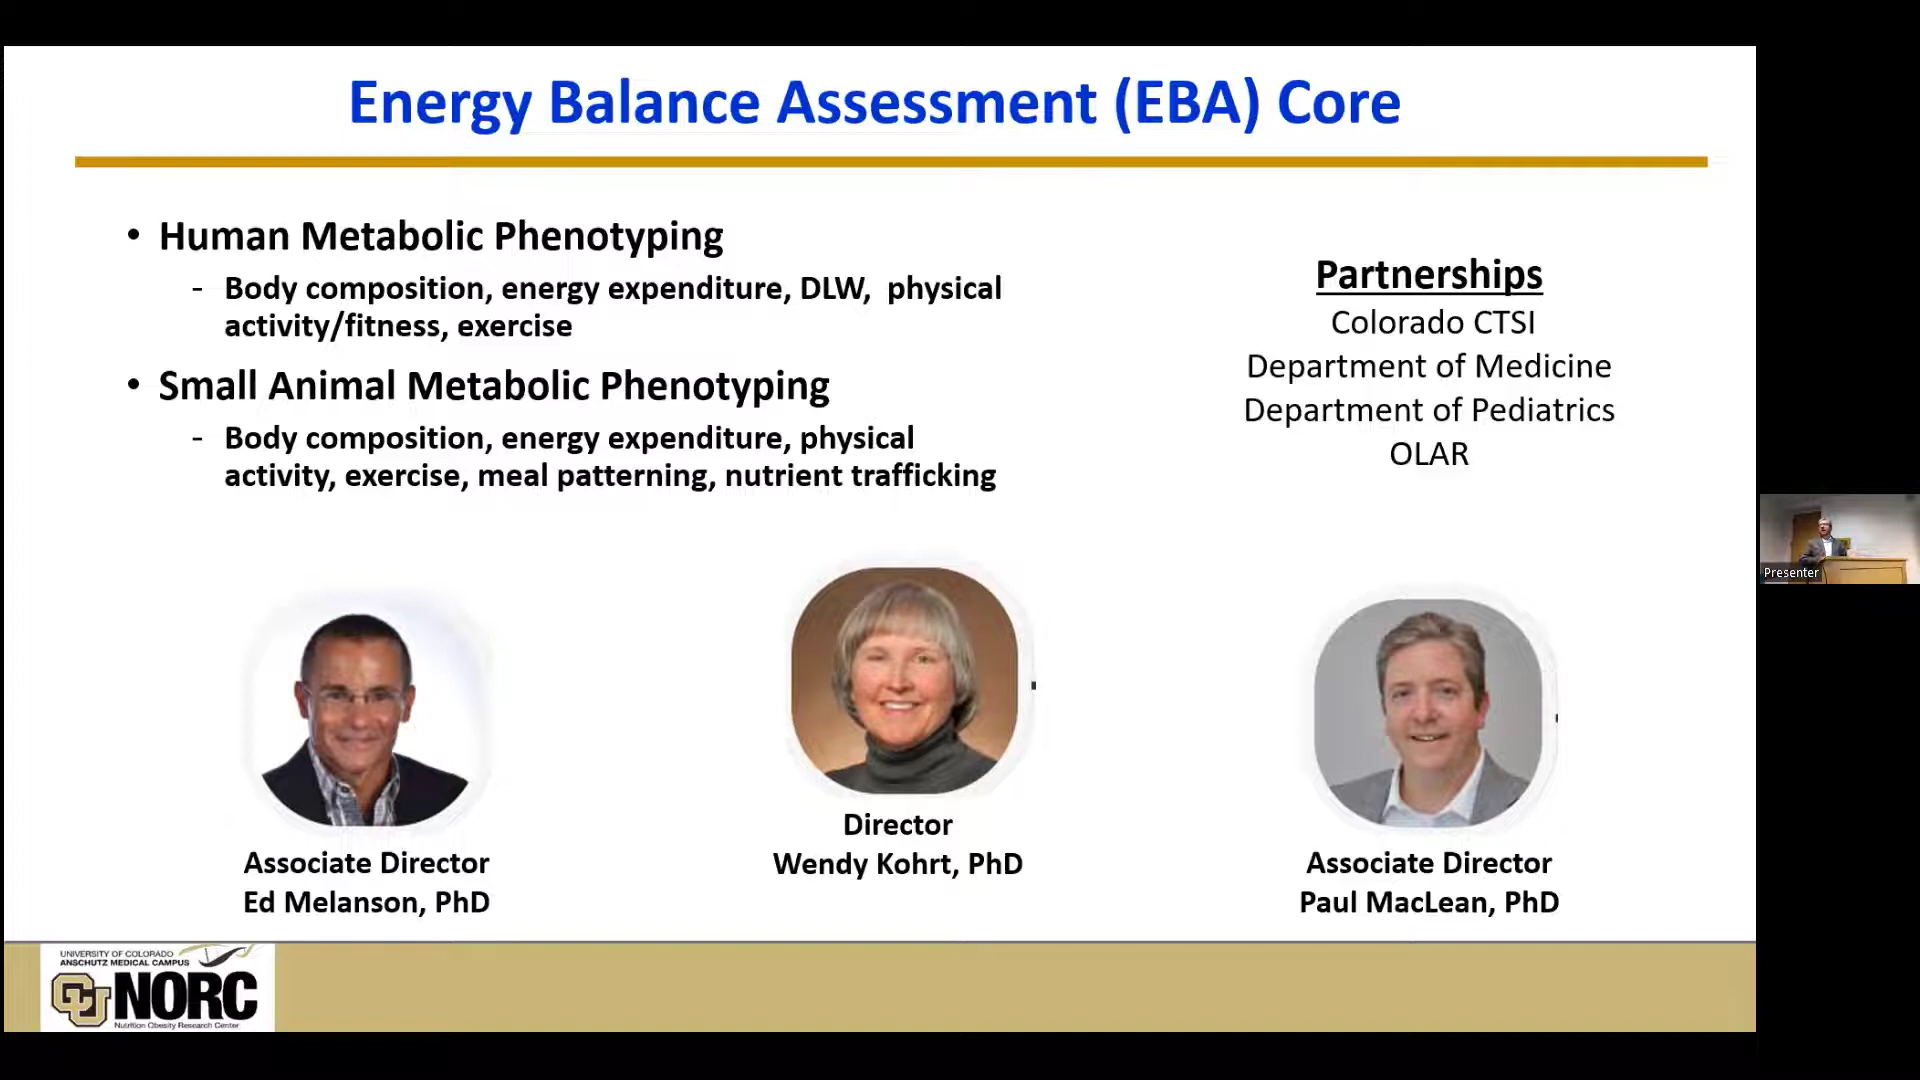 Energy Balance Assessment (EBA) Core
• Human Metabolic Phenotyping
- Body composition, energy expenditure, DLW, physical
activity/fitness, exercise
• Small Animal Metabolic Phenotyping
- Body composition, energy expenditure, physical
activity, exercise, meal patterning, nutrient trafficking
Partnerships
Colorado CTSI
Department of Medicine
Department of Pediatrics
OLAR
Presenter
Associate Director
Ed Melanson, PhD
Director
Wendy Kohrt, PhD
Associate Director
Paul MacLean, PhD
UNIVERSITY OF COLORADO
ANSCHUTZ MEDICAL CAMPUS
CU NORC
Nutrition Obesity Research Center